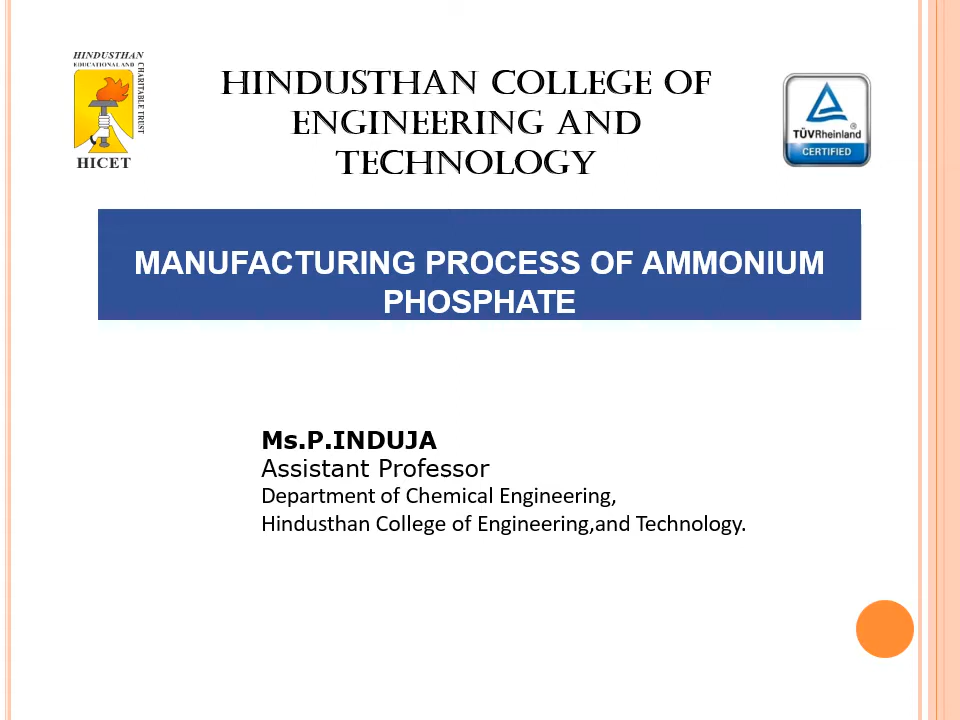 HINDUSTHAN
EDUCATIONAL AND
CHARITABLE TRUST
HICET
HINDUSTHAN COLLEGE OF
ENGINEERING AND
TECHNOLOGY
TÜVRheinland®
CERTIFIED
MANUFACTURING PROCESS OF AMMONIUM
PHOSPHATE
Ms.P.INDUJA
Assistant Professor
Department of Chemical Engineering,
Hindusthan College of Engineering,and Technology.